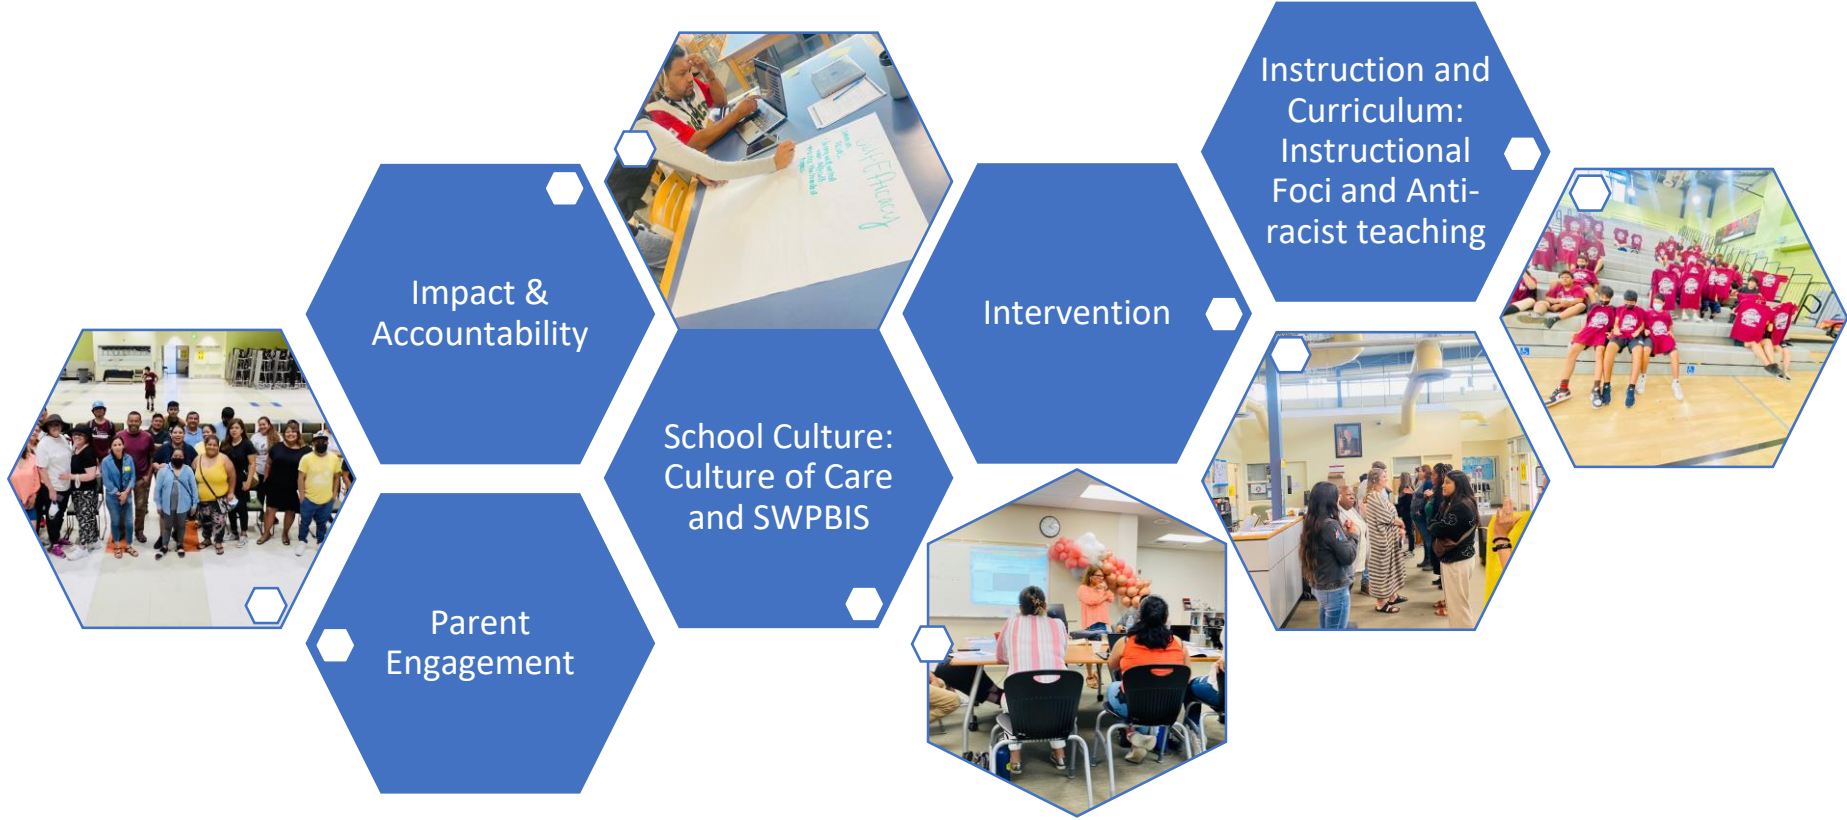 Impact &
Accountability
Parent
Engagement
School Culture:
Culture of Care
and SWPBIS
Intervention
Instruction and
Curriculum:
Instructional
Foci and Anti-
racist teaching